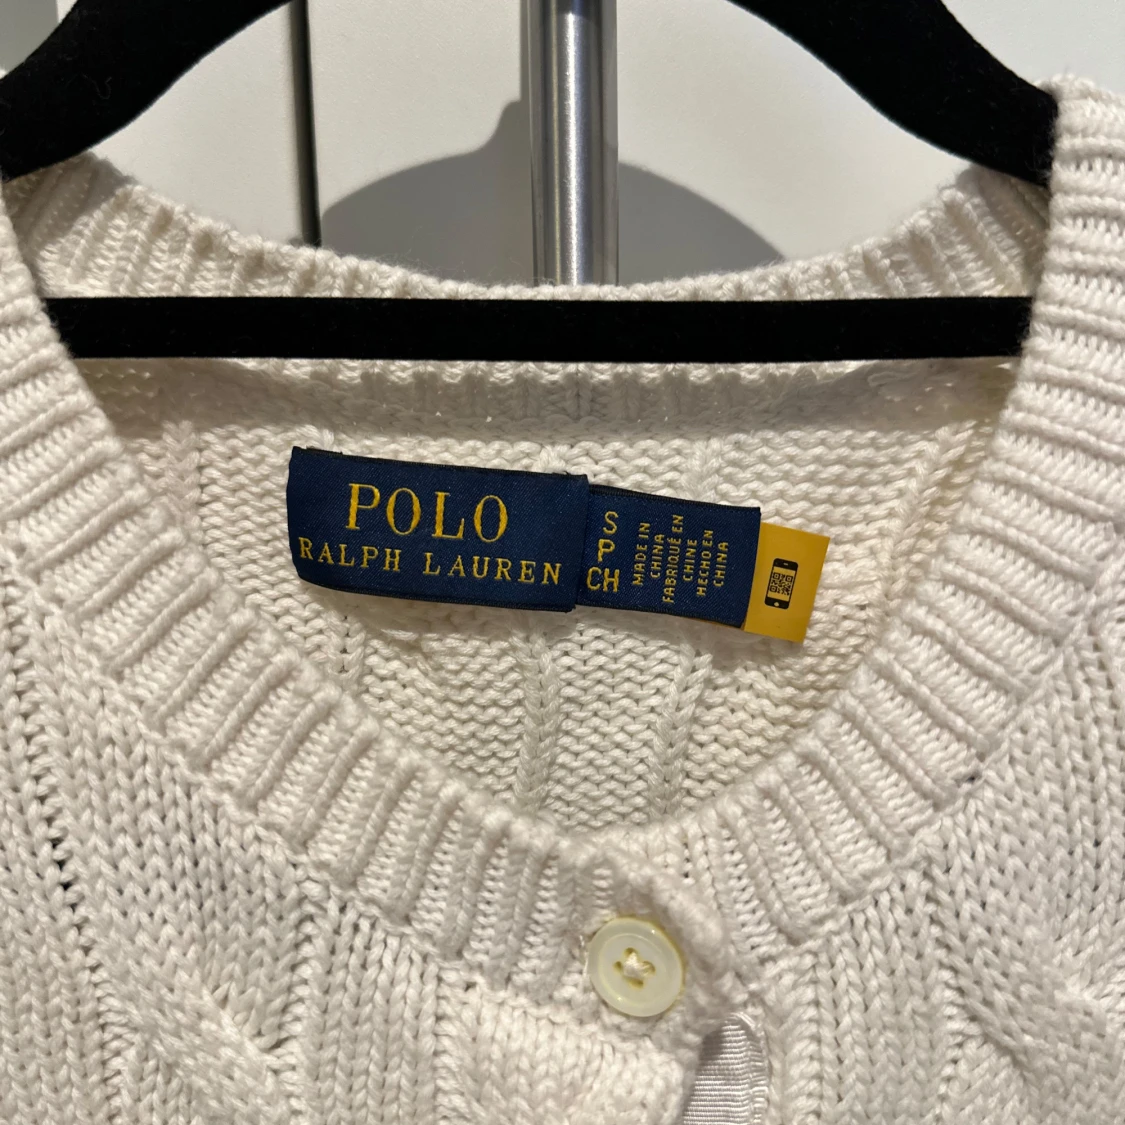 POLO
RALPH LAUREN
S
P
CH
MADE IN
CHINA
FABRIQUÉ EN
CHINE
HECHO EN
CHINA